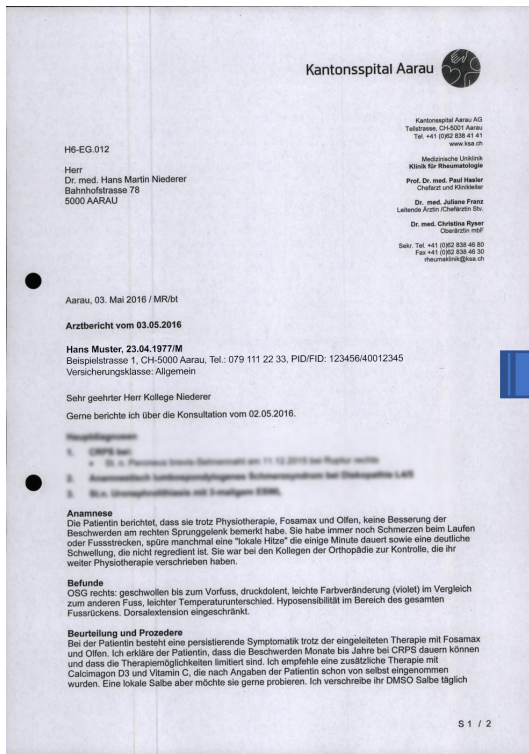 Kantonsspital Aarau
Kantonsspital Aarau AG
Tellstrasse, CH-5001 Aarau
Tel. +41 (0)62 838 41 41
www.ksa.ch
Medizinische Uniklinik
Klinik für Rheumatologie
Prof. Dr. med. Paul Hasler
Chefarzt und Klinikleiter
Dr. med. Juliane Franz
Leitende Ärztin /Chefärztin Stv.
Dr. med. Christina Ryser
Oberärztin mbF
Sekr. Tel. +41 (0)62 838 46 80
Fax +41 (0)62 838 46 30
rheumaklinik@ksa.ch
H6-EG.012
Herr
Dr. med. Hans Martin Niederer
Bahnhofstrasse 78
5000 AARAU
Aarau, 03. Mai 2016 / MR/bt
Arztbericht vom 03.05.2016
Hans Muster, 23.04.1977/M
Beispielstrasse 1, CH-5000 Aarau, Tel.: 079 111 22 33, PID/FID: 123456/40012345
Versicherungsklasse: Allgemein
Sehr geehrter Herr Kollege Niederer
Gerne berichte ich über die Konsultation vom 02.05.2016.
Anamnese
Die Patientin berichtet, dass sie trotz Physiotherapie, Fosamax und Olfen, keine Besserung der
Beschwerden am rechten Sprunggelenk bemerkt habe. Sie habe immer noch Schmerzen beim Laufen
oder Fussstrecken, spüre manchmal eine "lokale Hitze" die einige Minute dauert sowie eine deutliche
Schwellung, die nicht regredient ist. Sie war bei den Kollegen der Orthopädie zur Kontrolle, die ihr
weiter Physiotherapie verschrieben haben.
Befunde
OSG rechts: geschwollen bis zum Vorfuss, druckdolent, leichte Farbveränderung (violet) im Vergleich
zum anderen Fuss, leichter Temperaturunterschied. Hyposensibilität im Bereich des gesamten
Fussrückens. Dorsalextension eingeschränkt.
Beurteilung und Prozedere
Bei der Patientin besteht eine persistierende Symptomatik trotz der eingeleiteten Therapie mit Fosamax
und Olfen. Ich erkläre der Patientin, dass die Beschwerden Monate bis Jahre bei CRPS dauern können
und dass die Therapiemöglichkeiten limitiert sind. Ich empfehle eine zusätzliche Therapie mit
Calcimagon D3 und Vitamin C, die nach Angaben der Patientin schon von selbst eingenommen
wurden. Eine lokale Salbe aber möchte sie gerne probieren. Ich verschreibe ihr DMSO Salbe täglich
S 1 / 2